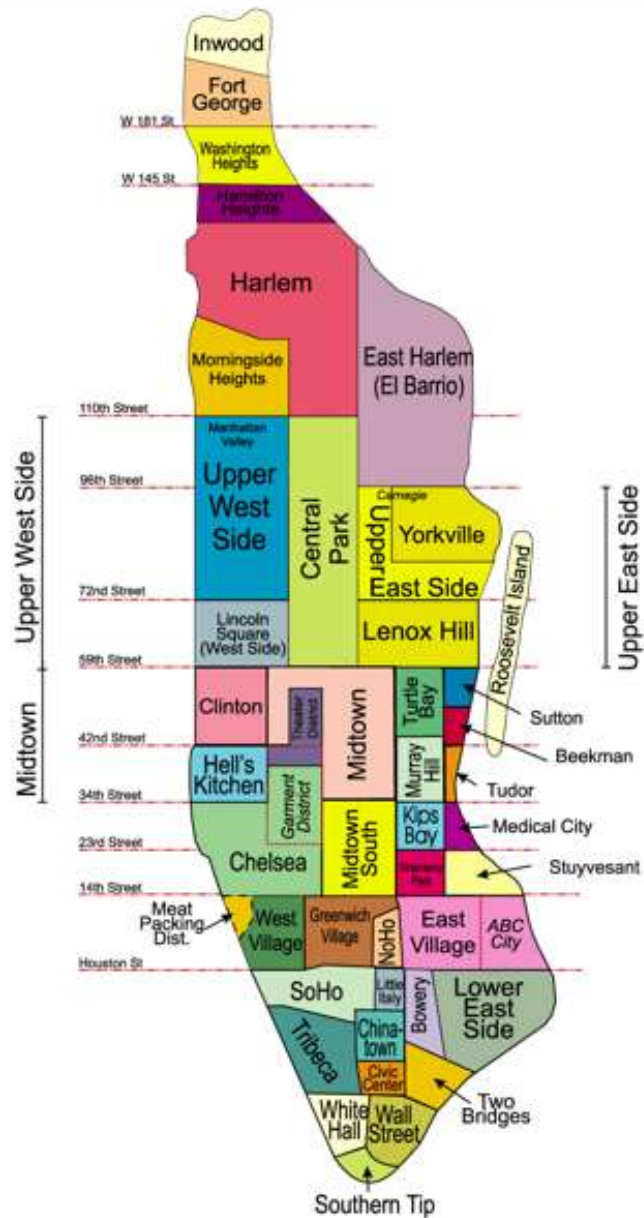 Inwood
Fort
George
W 181 St
Washington
Heights
W 145 St
Hamilton
Heights
Harlem
Morningside
Heights
East Harlem
(El Barrio)
110th Street
Manhattan
Valley
Upper
West
Side
Central
Park
96th Street
Carnegie
Yorkville
Upper
East Side
Upper West Side
Upper East Side
Roosevelt Island
72nd Street
Lincoln
Square
(West Side)
Lenox Hill
59th Street
Midtown
Clinton
Theater
District
Midtown
Turtle
Bay
Sutton
42nd Street
Beekman
Hell's
Kitchen
Garment
District
Murray
Hill
Tudor
34th Street
Chelsea
Midtown
South
Kips
Bay
Medical City
23rd Street
Gramercy
Park
Stuyvesant
14th Street
Meat
Packing
Dist.
West
Village
Greenwich
Village
NoHo
East
Village
ABC
City
Houston St
SoHo
Little
Italy
Bowery
Lower
East
Side
Tribeca
China-
town
Civic
Center
Two
Bridges
White
Hall
Wall
Street
Southern Tip